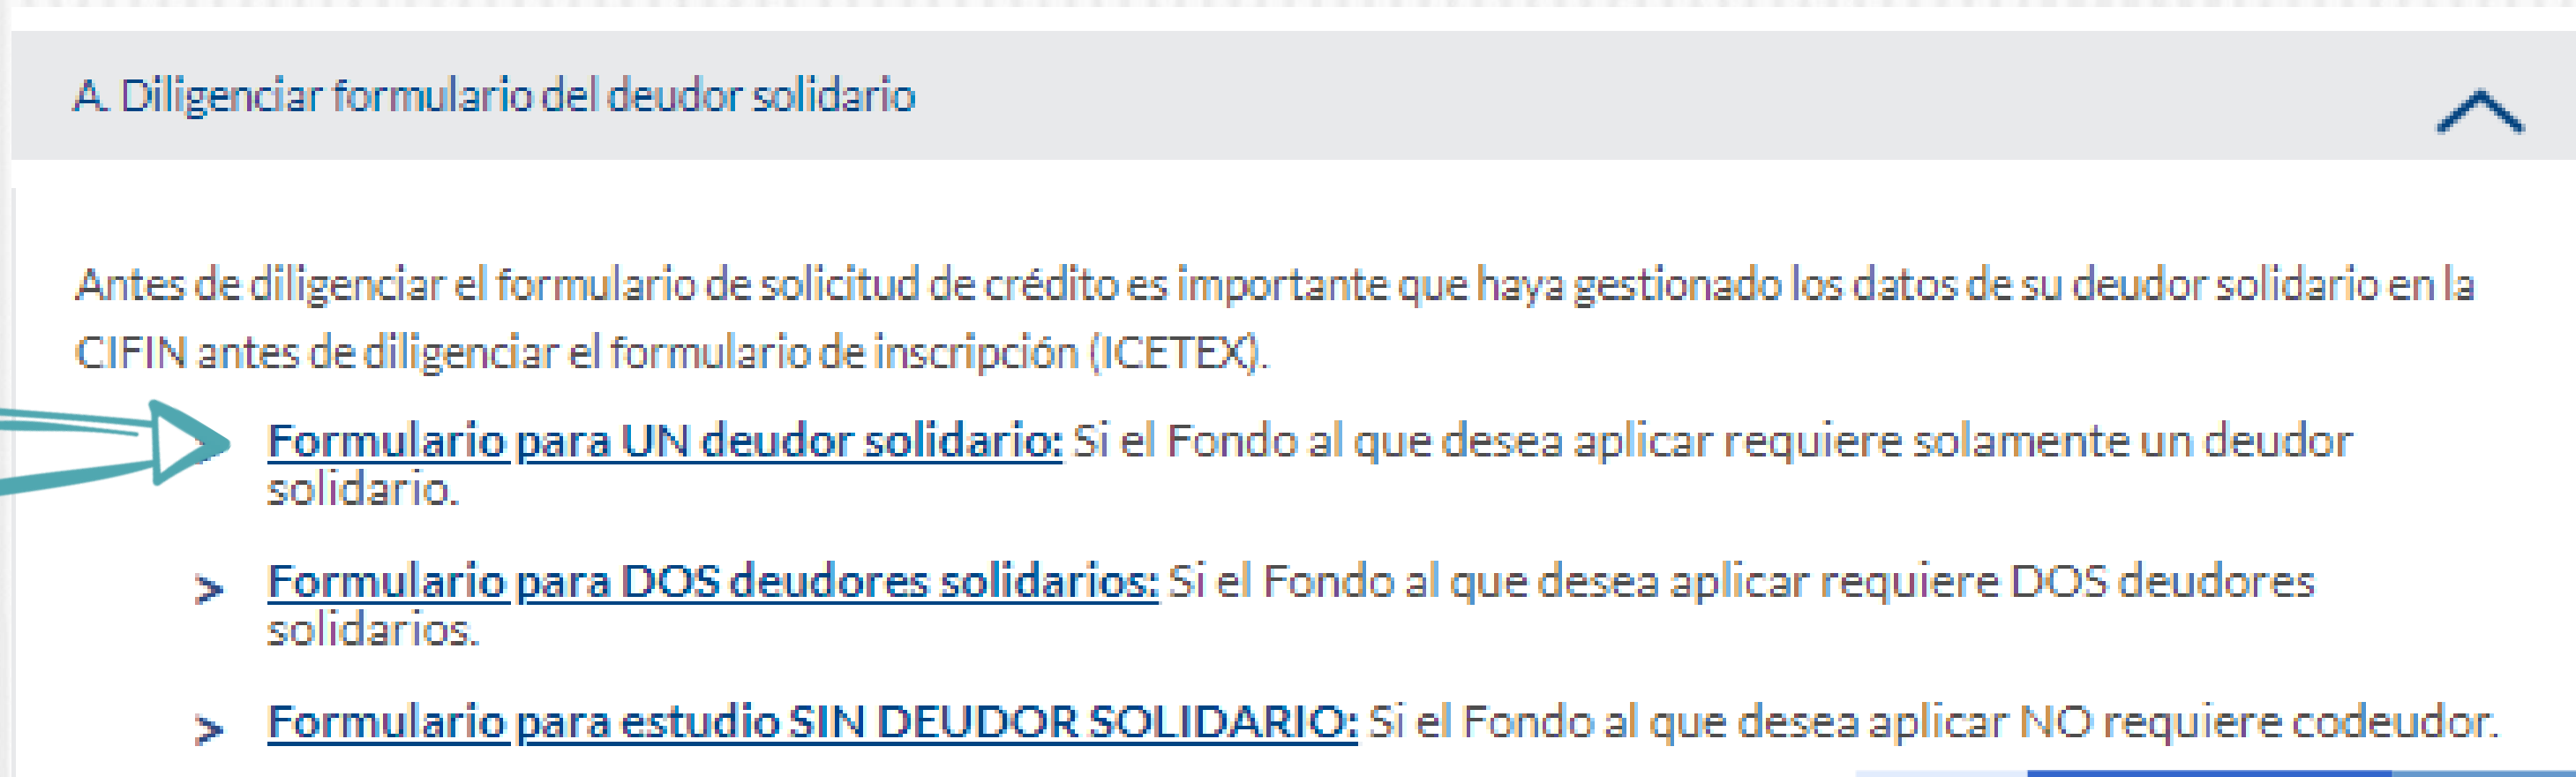 A. Diligenciar formulario del deudor solidario
Antes de diligenciar el formulario de solicitud de crédito es importante que haya gestionado los datos de su deudor solidario en la
CIFIN antes de diligenciar el formulario de inscripción (ICETEX).
Formulario para UN deudor solidario: Si el Fondo al que desea aplicar requiere solamente un deudor
solidario.
> Formulario para DOS deudores solidarios: Si el Fondo al que desea aplicar requiere DOS deudores
solidarios.
> Formulario para estudio SIN DEUDOR SOLIDARIO: Si el Fondo al que desea aplicar NO requiere codeudor.